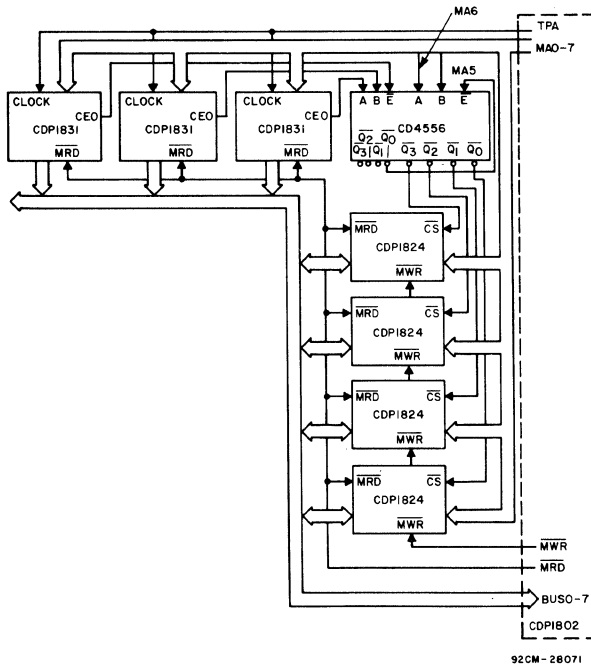 MA6
TPA
MA0-7
MA5
CLOCK
CEO
CDP1831
MRD
CLOCK
CEO
CDP1831
MRD
CLOCK
CEO
CDP1831
MRD
A B E A B E
CD4556
Q3 Q2 Q1 Q0 Q3 Q2 Q1 Q0
MRD CS
CDP1824
MWR
MRD CS
CDP1824
MWR
MRD CS
CDP1824
MWR
MRD CS
CDP1824
MWR
MWR
MRD
BUS0-7
CDP1802
92CM-28071